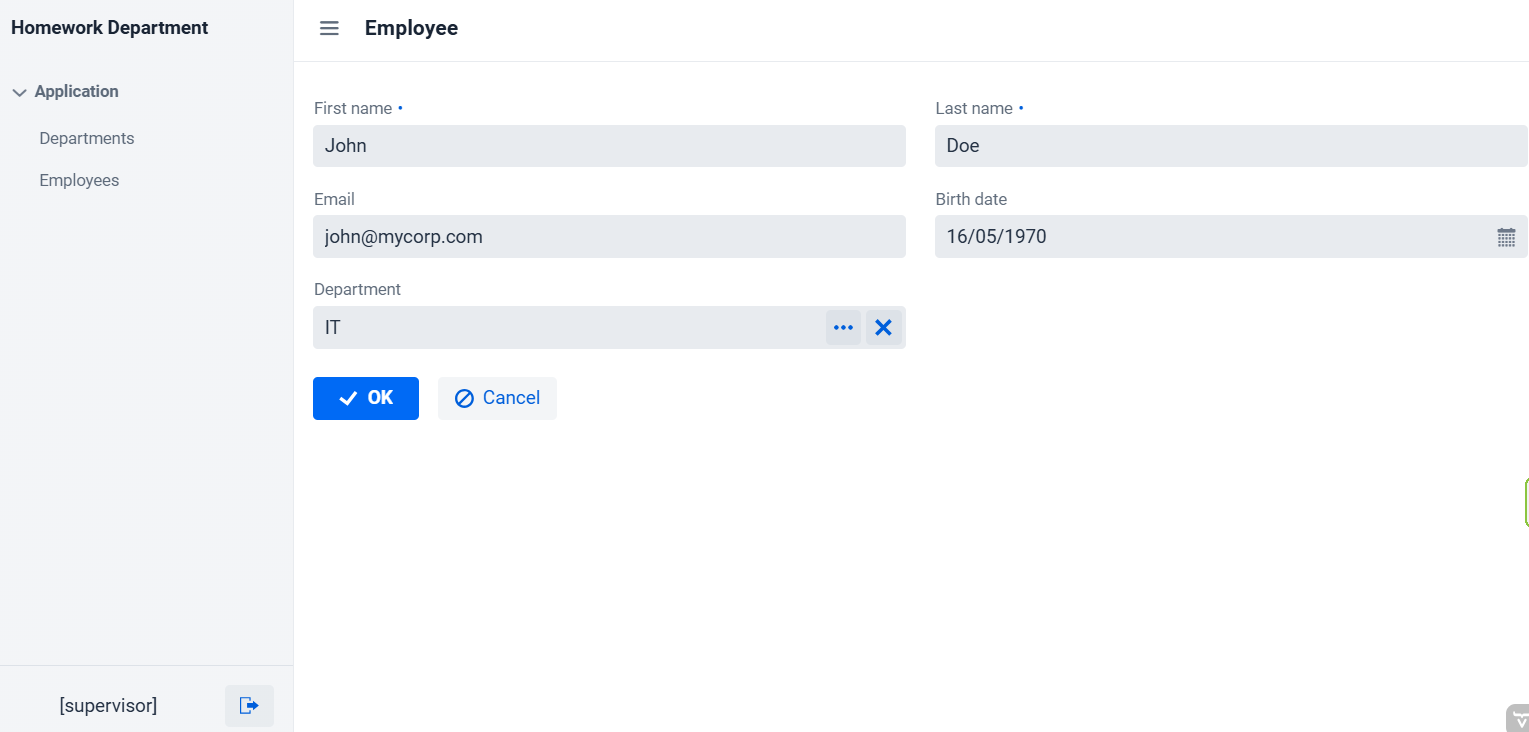 Homework Department
Application
Departments
Employees
[supervisor]
Employee
First name •
Last name •
John
Doe
Email
Birth date
john@mycorp.com
16/05/1970
Department
IT
OK
Cancel